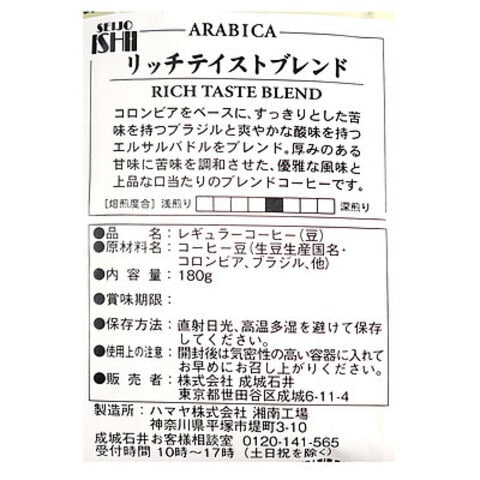 SEIJO
ISHII
ARABICA
リッチテイストブレンド
RICH TASTE BLEND
コロンビアをベースに、すっきりとした苦
味を持つブラジルと爽やかな酸味を持つ
エルサルバドルをブレンド。厚みのある
甘味に苦味を調和させた、優雅な風味と
上品な口当たりのブレンドコーヒーです。
[焙煎度合] 浅煎り 深煎り
●品 名：レギュラーコーヒー（豆）
●原材料名：コーヒー豆（生豆生産国名・
コロンビア、ブラジル、他）
●内 容 量：180g
●賞味期限：
●保存方法：直射日光、高温多湿を避けて保存
してください。
●使用上の注意：開封後は気密性の高い容器に入れて
お早めにお召し上がりください。
●販 売 者：株式会社 成城石井
東京都世田谷区成城6-11-4
製造所：ハマヤ株式会社 湘南工場
神奈川県平塚市堤町3-10
成城石井お客様相談室 0120-141-565
受付時間 10時〜17時（土日祝を除く）